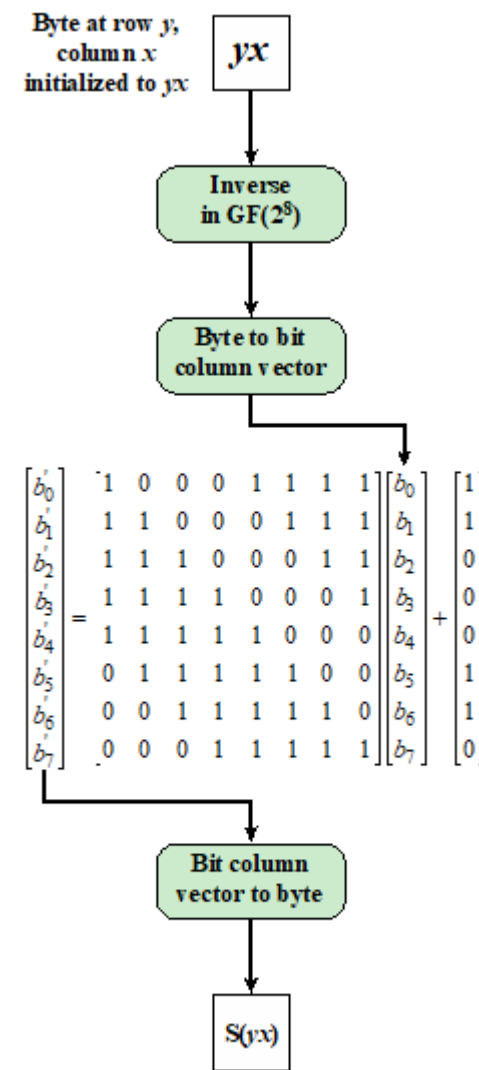 Byte at row y,
column x
initialized to yx
yx
Inverse
in GF(2⁸)
Byte to bit
column vector
[b'₀] [1 0 0 0 1 1 1 1] [b₀] [1]
[b'₁] [1 1 0 0 0 1 1 1] [b₁] [1]
[b'₂] [1 1 1 0 0 0 1 1] [b₂] [0]
[b'₃] [1 1 1 1 0 0 0 1] [b₃] [0]
[b'₄] = [1 1 1 1 1 0 0 0] [b₄] + [0]
[b'₅] [0 1 1 1 1 1 0 0] [b₅] [1]
[b'₆] [0 0 1 1 1 1 1 0] [b₆] [1]
[b'₇] [0 0 0 1 1 1 1 1] [b₇] [0]
Bit column
vector to byte
S(yx)